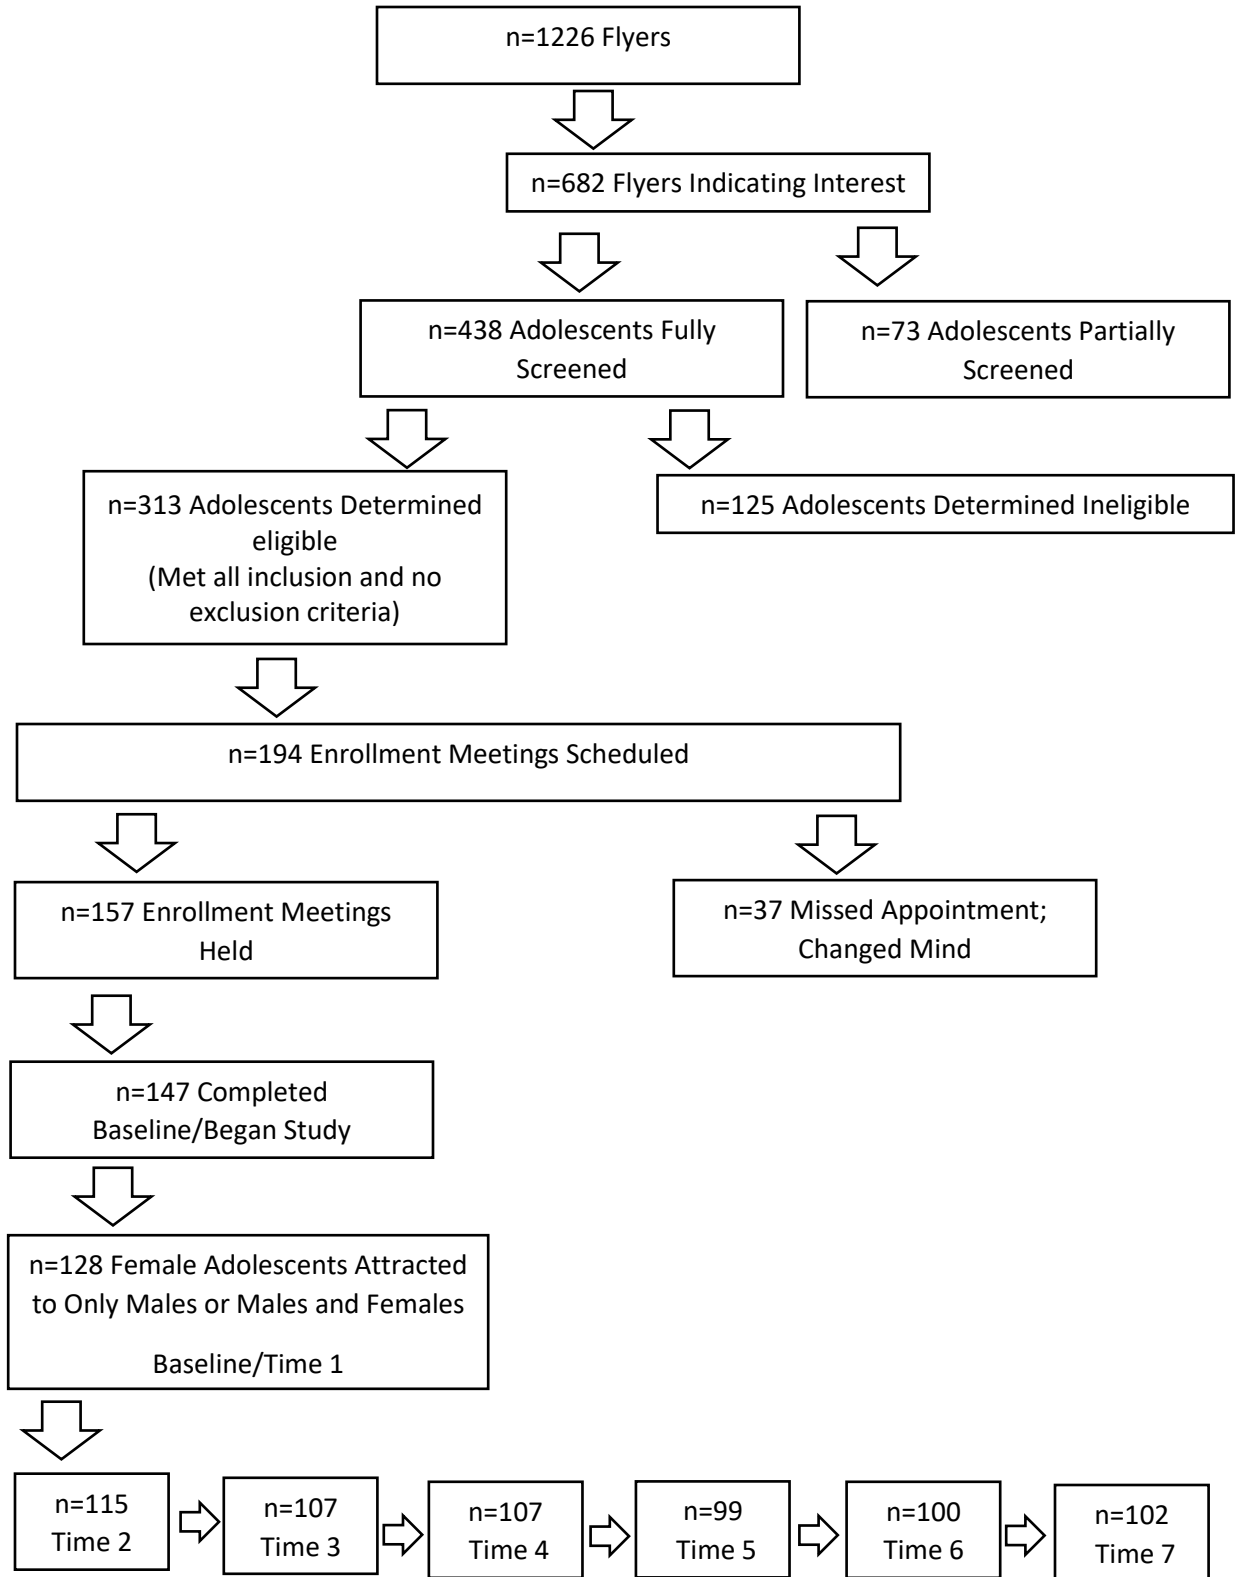 n=1226 Flyers
n=682 Flyers Indicating Interest
n=438 Adolescents Fully
Screened
n=73 Adolescents Partially
Screened
n=313 Adolescents Determined
eligible
(Met all inclusion and no
exclusion criteria)
n=125 Adolescents Determined Ineligible
n=194 Enrollment Meetings Scheduled
n=157 Enrollment Meetings
Held
n=37 Missed Appointment;
Changed Mind
n=147 Completed
Baseline/Began Study
n=128 Female Adolescents Attracted
to Only Males or Males and Females
Baseline/Time 1
n=115
Time 2
n=107
Time 3
n=107
Time 4
n=99
Time 5
n=100
Time 6
n=102
Time 7